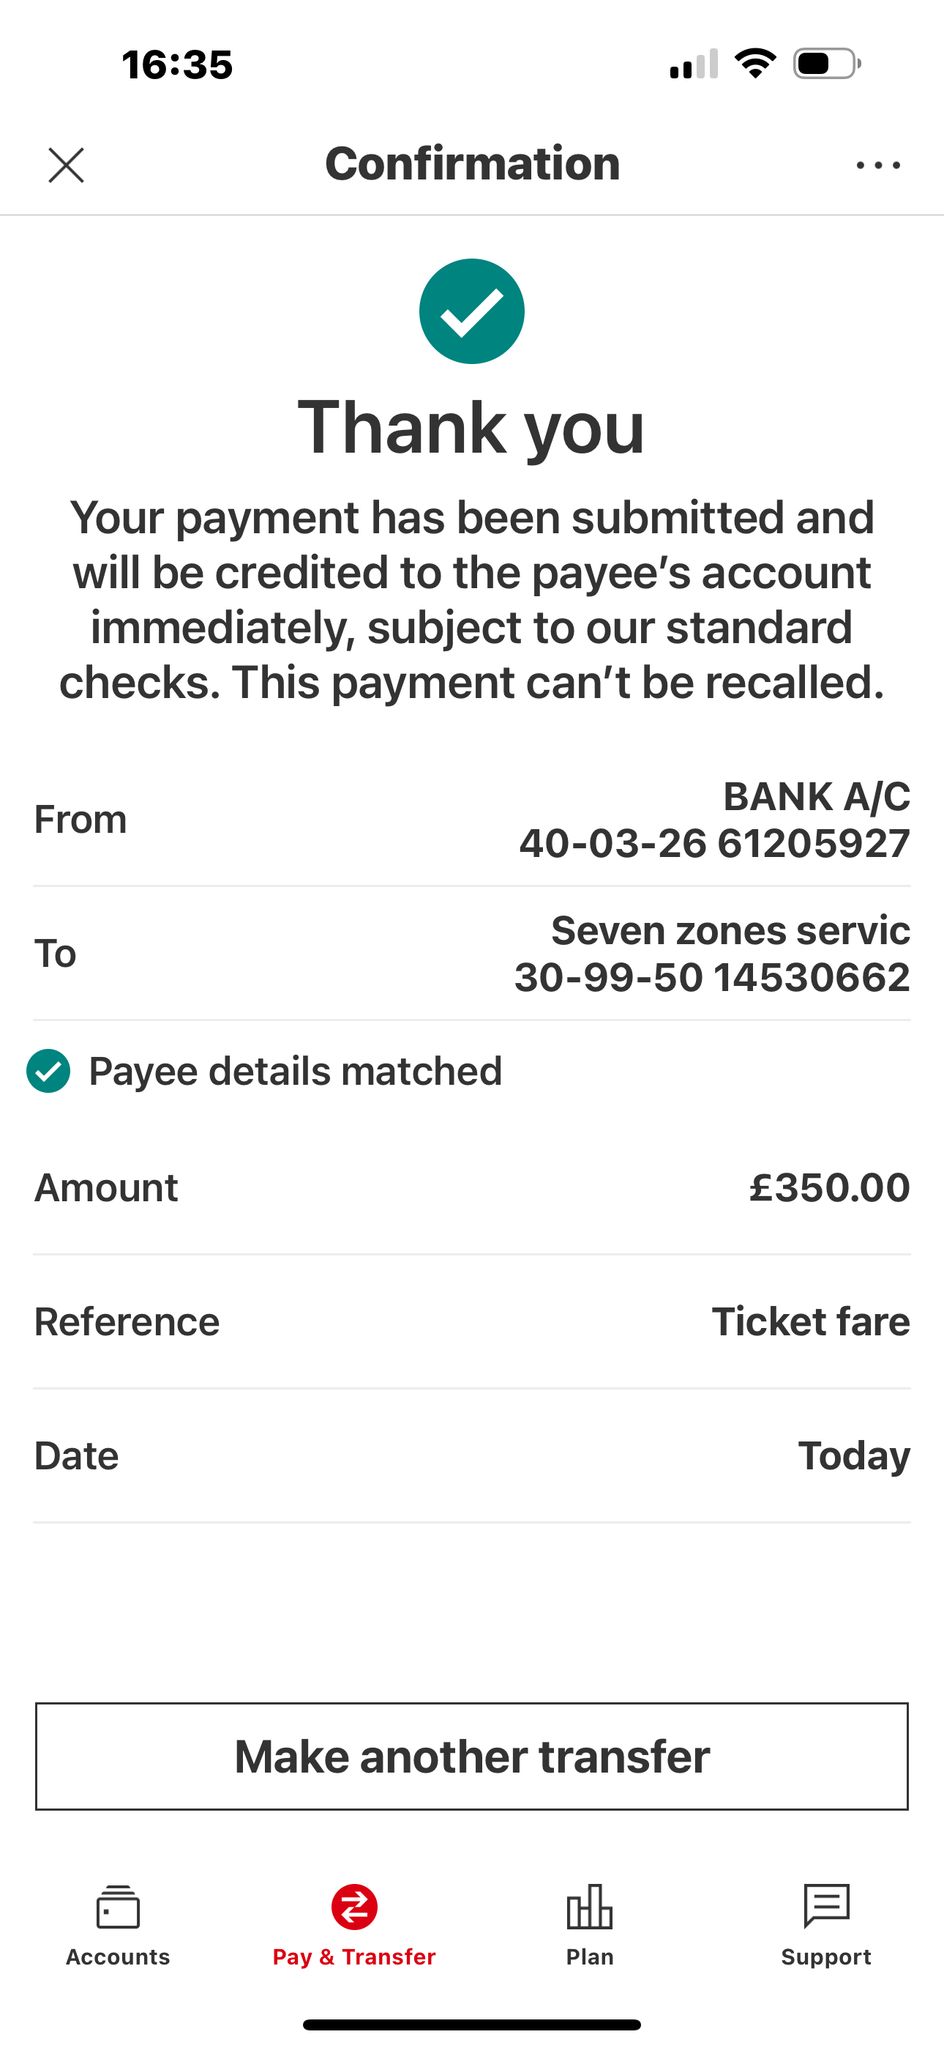 16:35
Confirmation
Thank you
Your payment has been submitted and
will be credited to the payee's account
immediately, subject to our standard
checks. This payment can't be recalled.
From
BANK A/C
40-03-26 61205927
To
Seven zones servic
30-99-50 14530662
Payee details matched
Amount
£350.00
Reference
Ticket fare
Date
Today
Make another transfer
Accounts
Pay & Transfer
Plan
Support